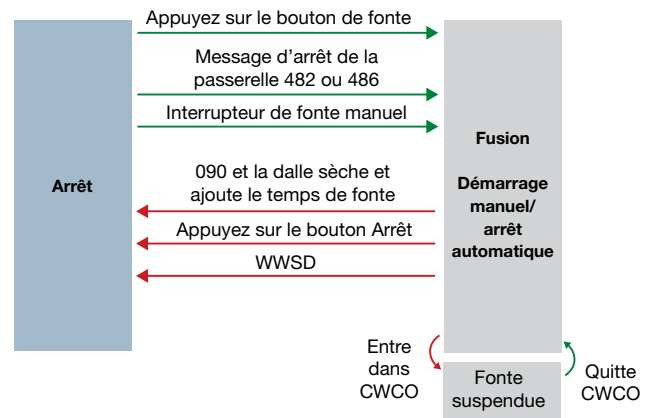 Appuyez sur le bouton de fonte
Message d'arrêt de la
passerelle 482 ou 486
Interrupteur de fonte manuel
Arrêt
Fusion
Démarrage
manuel/
arrêt
automatique
090 et la dalle sèche et
ajoute le temps de fonte
Appuyez sur le bouton Arrêt
WWSD
Entre
dans
CWCO
Fonte
suspendue
Quitte
CWCO